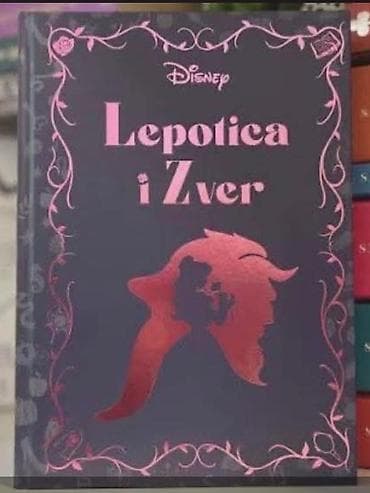 Disney
Lepotica
i Zver